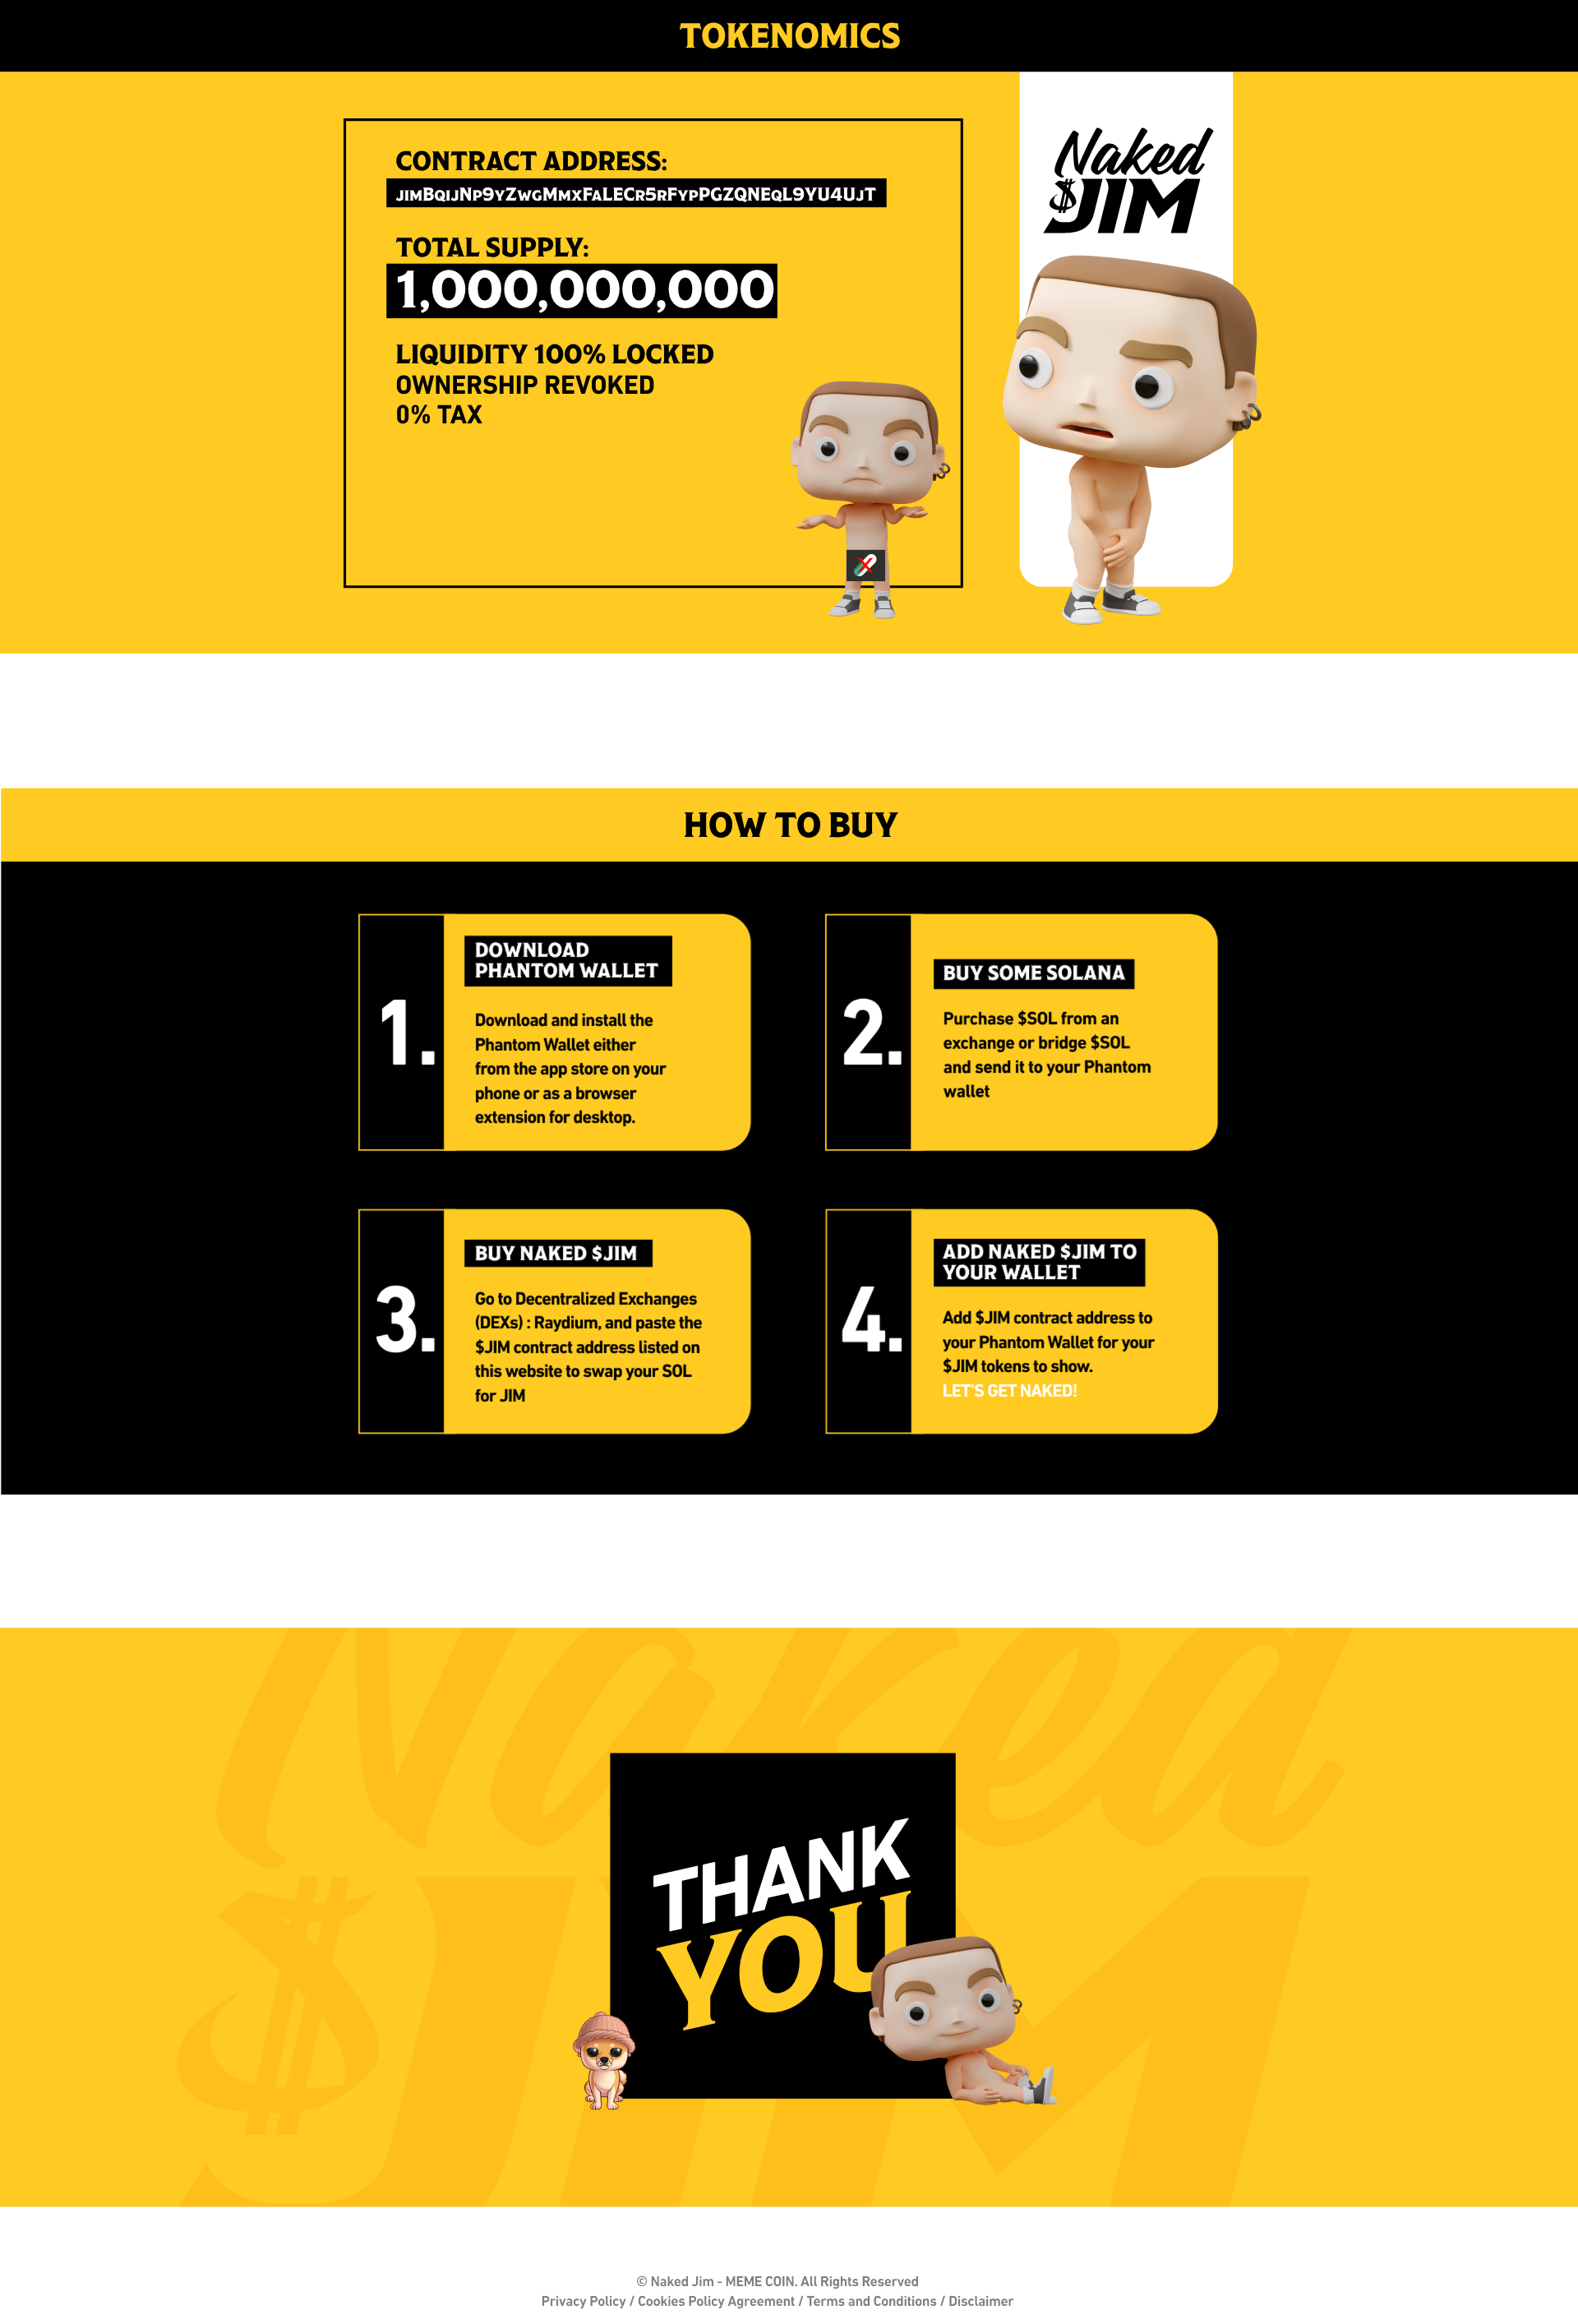 TOKENOMICS
CONTRACT ADDRESS:
jimBqijNp9yZwgMmxFaLECr5rFypPGZQNEqL9YU4UjT
TOTAL SUPPLY:
1,000,000,000
LIQUIDITY 100% LOCKED
OWNERSHIP REVOKED
0% TAX
Naked
$JIM
HOW TO BUY
1.
DOWNLOAD
PHANTOM WALLET
Download and install the
Phantom Wallet either
from the app store on your
phone or as a browser
extension for desktop.
2.
BUY SOME SOLANA
Purchase $SOL from an
exchange or bridge $SOL
and send it to your Phantom
wallet
3.
BUY NAKED $JIM
Go to Decentralized Exchanges
(DEXs) : Raydium, and paste the
$JIM contract address listed on
this website to swap your SOL
for JIM
4.
ADD NAKED $JIM TO
YOUR WALLET
Add $JIM contract address to
your Phantom Wallet for your
$JIM tokens to show.
LET'S GET NAKED!
Naked
$JIM
THANK
YOU
© Naked Jim - MEME COIN. All Rights Reserved
Privacy Policy / Cookies Policy Agreement / Terms and Conditions / Disclaimer